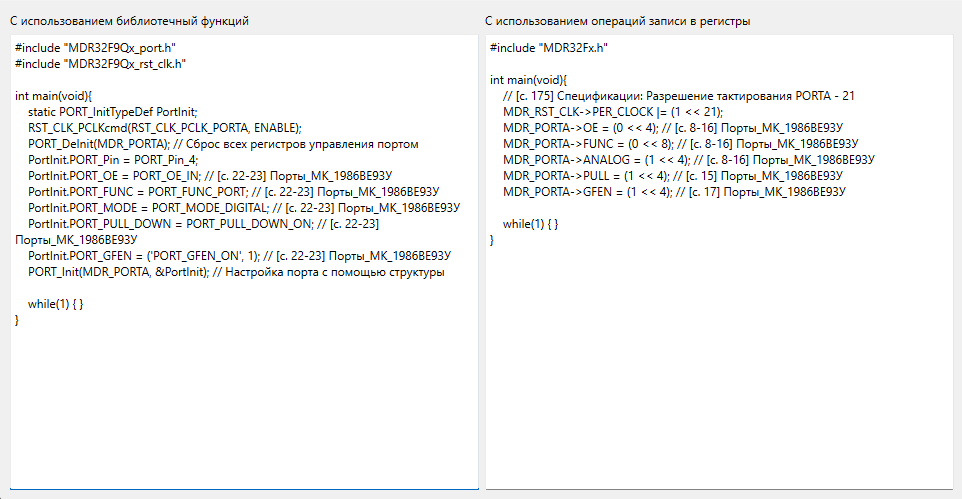 С использованием библиотечный функций
#include "MDR32F9Qx_port.h"
#include "MDR32F9Qx_rst_clk.h"
int main(void){
static PORT_InitTypeDef PortInit;
RST_CLK_PCLKcmd(RST_CLK_PCLK_PORTA, ENABLE);
PORT_DeInit(MDR_PORTA); // Сброс всех регистров управления портом
PortInit.PORT_Pin = PORT_Pin_4;
PortInit.PORT_OE = PORT_OE_IN; // [с. 22-23] Порты_МК_1986ВЕ93У
PortInit.PORT_FUNC = PORT_FUNC_PORT; // [с. 22-23] Порты_МК_1986ВЕ93У
PortInit.PORT_MODE = PORT_MODE_DIGITAL; // [с. 22-23] Порты_МК_1986ВЕ93У
PortInit.PORT_PULL_DOWN = PORT_PULL_DOWN_ON; // [с. 22-23]
Порты_МК_1986ВЕ93У
PortInit.PORT_GFEN = ('PORT_GFEN_ON', 1); // [с. 22-23] Порты_МК_1986ВЕ93У
PORT_Init(MDR_PORTA, &PortInit); // Настройка порта с помощью структуры
while(1) { }
}
С использованием операций записи в регистры
#include "MDR32Fx.h"
int main(void){
// [с. 175] Спецификации: Разрешение тактирования PORTA - 21
MDR_RST_CLK->PER_CLOCK |= (1 << 21);
MDR_PORTA->OE = (0 << 4); // [с. 8-16] Порты_МК_1986ВЕ93У
MDR_PORTA->FUNC = (0 << 8); // [с. 8-16] Порты_МК_1986ВЕ93У
MDR_PORTA->ANALOG = (1 << 4); // [с. 8-16] Порты_МК_1986ВЕ93У
MDR_PORTA->PULL = (1 << 4); // [с. 15] Порты_МК_1986ВЕ93У
MDR_PORTA->GFEN = (1 << 4); // [с. 17] Порты_МК_1986ВЕ93У
while(1) { }
}